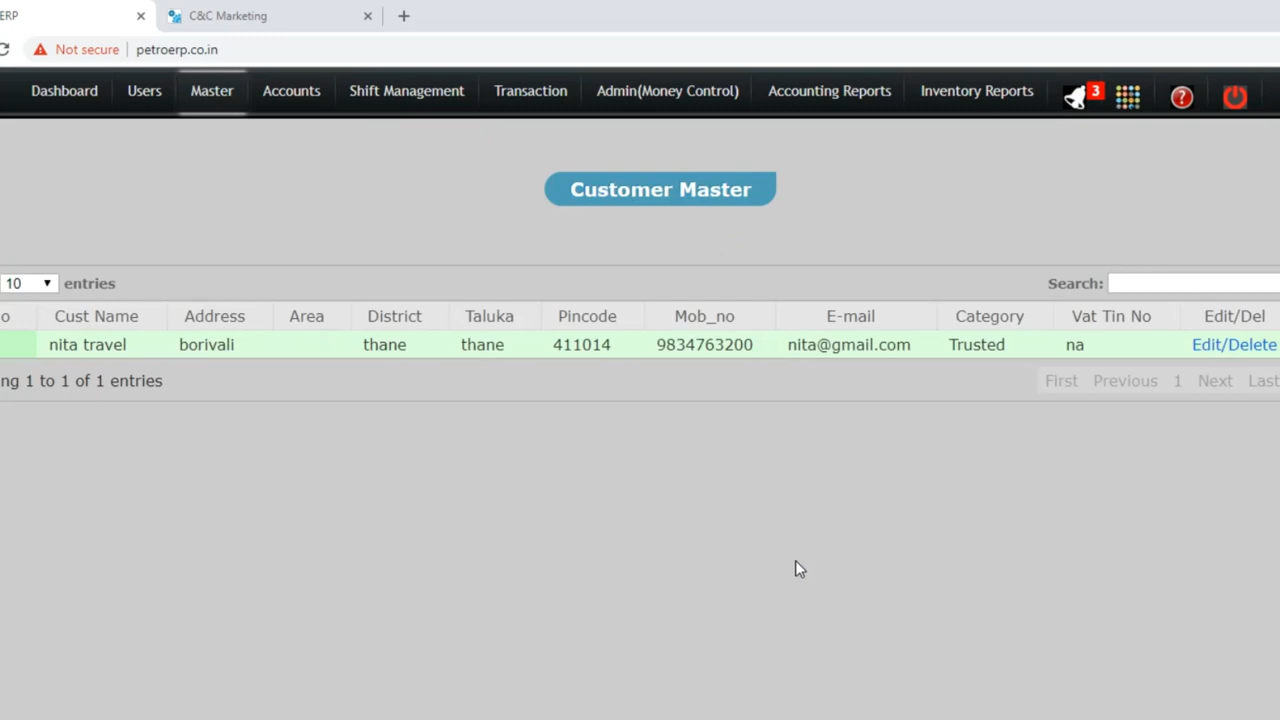 ERP C&C Marketing
Not secure petroerp.co.in
Dashboard Users Master Accounts Shift Management Transaction Admin(Money Control) Accounting Reports Inventory Reports 3 ?
Customer Master
10 entries Search:
o Cust Name Address Area District Taluka Pincode Mob_no E-mail Category Vat Tin No Edit/Del
nita travel borivali thane thane 411014 9834763200 nita@gmail.com Trusted na Edit/Delete
ng 1 to 1 of 1 entries First Previous 1 Next Last